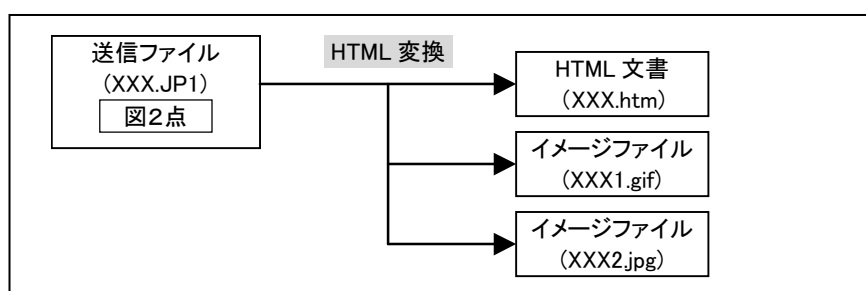 送信ファイル
(XXX.JP1)
図2点
HTML 変換
HTML 文書
(XXX.htm)
イメージファイル
(XXX1.gif)
イメージファイル
(XXX2.jpg)